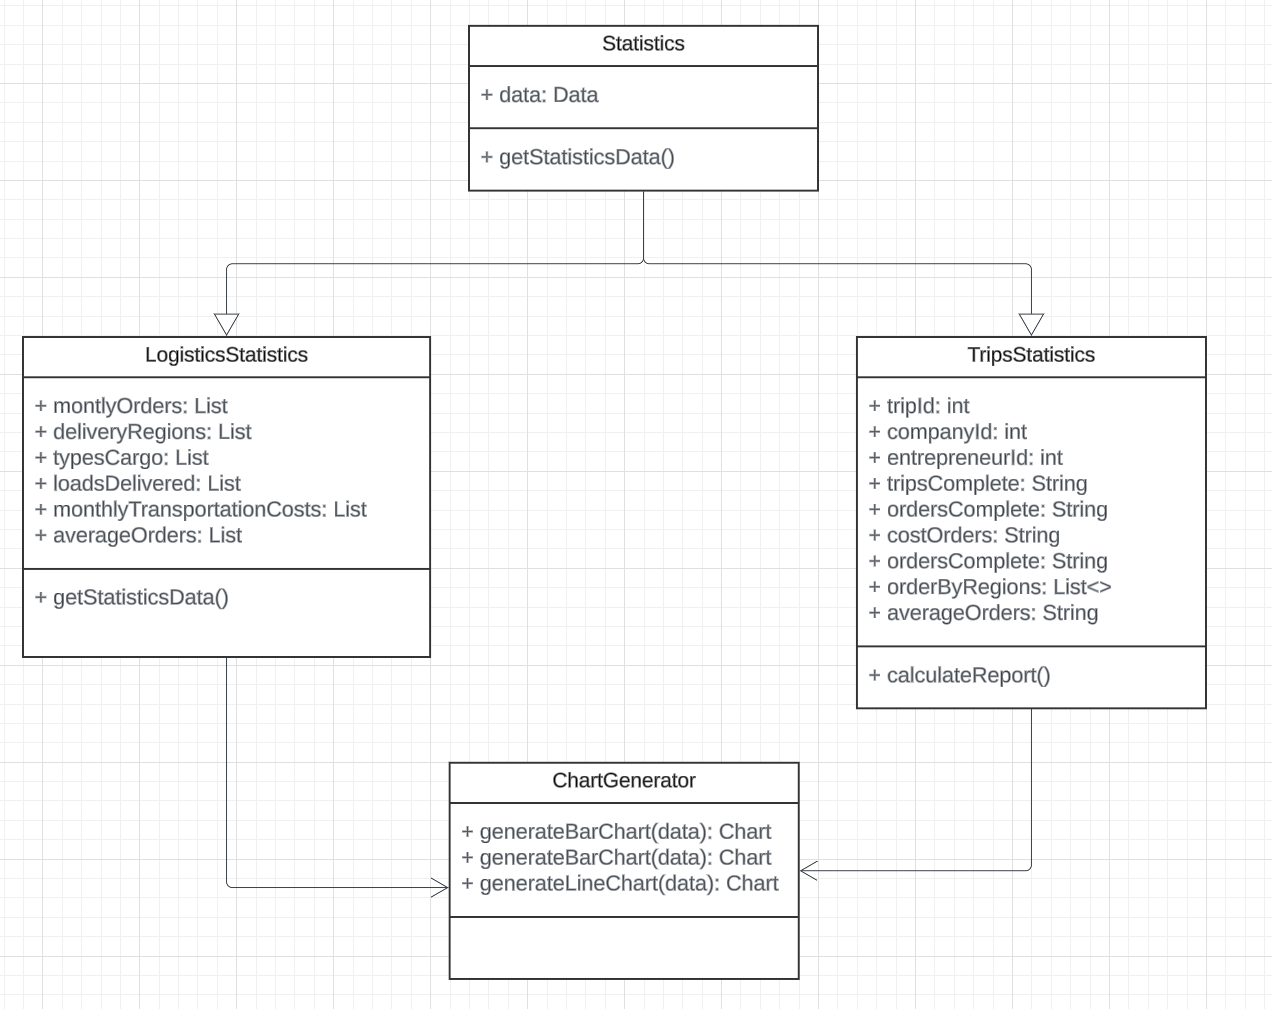 Statistics
+ data: Data
+ getStatisticsData()
LogisticsStatistics
+ montlyOrders: List
+ deliveryRegions: List
+ typesCargo: List
+ loadsDelivered: List
+ monthlyTransportationCosts: List
+ averageOrders: List
+ getStatisticsData()
TripsStatistics
+ tripId: int
+ companyId: int
+ entrepreneurId: int
+ tripsComplete: String
+ ordersComplete: String
+ costOrders: String
+ ordersComplete: String
+ orderByRegions: List<>
+ averageOrders: String
+ calculateReport()
ChartGenerator
+ generateBarChart(data): Chart
+ generateBarChart(data): Chart
+ generateLineChart(data): Chart